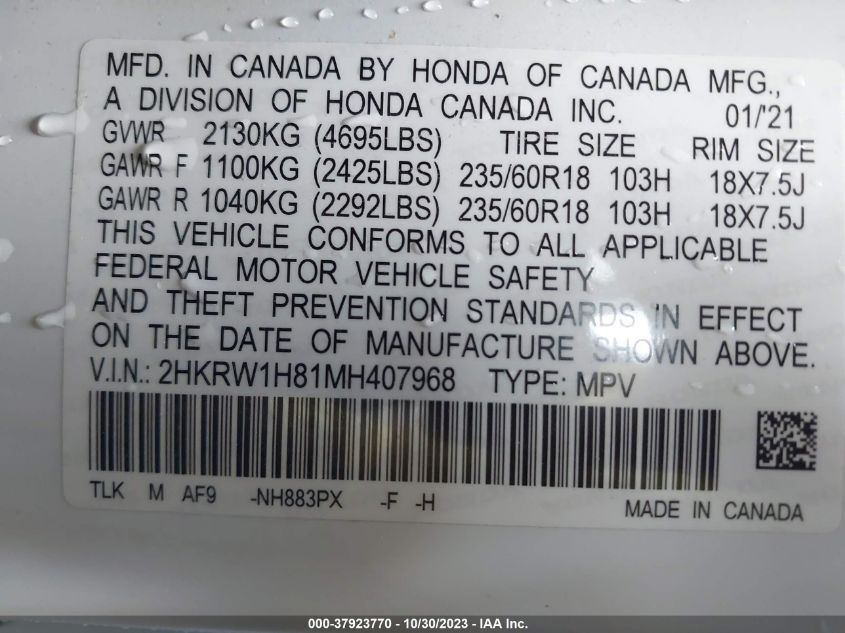 MFD. IN CANADA BY HONDA OF CANADA MFG.,
A DIVISION OF HONDA CANADA INC. 01/'21
GVWR 2130KG (4695LBS) TIRE SIZE RIM SIZE
GAWR F 1100KG (2425LBS) 235/60R18 103H 18X7.5J
GAWR R 1040KG (2292LBS) 235/60R18 103H 18X7.5J
THIS VEHICLE CONFORMS TO ALL APPLICABLE
FEDERAL MOTOR VEHICLE SAFETY
AND THEFT PREVENTION STANDARDS IN EFFECT
ON THE DATE OF MANUFACTURE SHOWN ABOVE.
V.I.N.: 2HKRW1H81MH407968 TYPE: MPV
TLK M AF9 -NH883PX -F -H MADE IN CANADA
000-37923770 - 10/30/2023 - IAA Inc.